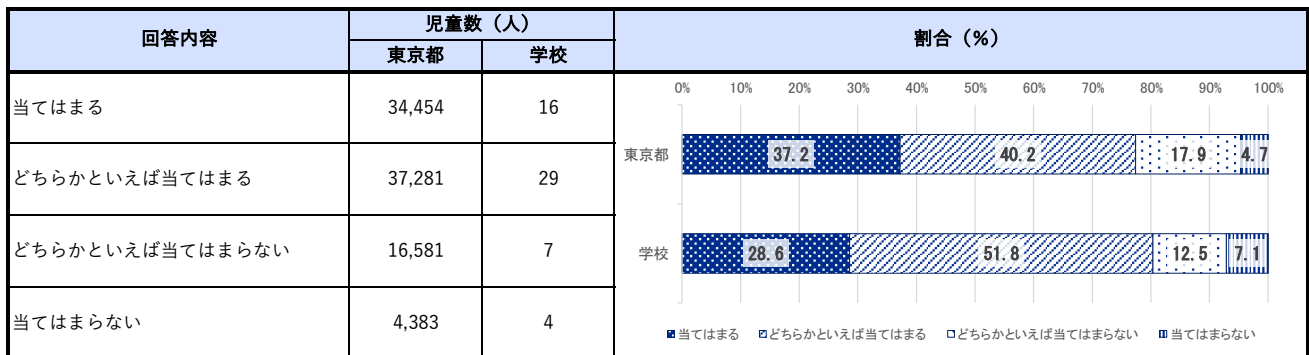 回答内容 児童数（人） 割合（％）
東京都 学校
当てはまる 34,454 16
どちらかといえば当てはまる 37,281 29
どちらかといえば当てはまらない 16,581 7
当てはまらない 4,383 4
0% 10% 20% 30% 40% 50% 60% 70% 80% 90% 100%
東京都 37.2 40.2 17.9 4.7
学校 28.6 51.8 12.5 7.1
当てはまる どちらかといえば当てはまる どちらかといえば当てはまらない 当てはまらない